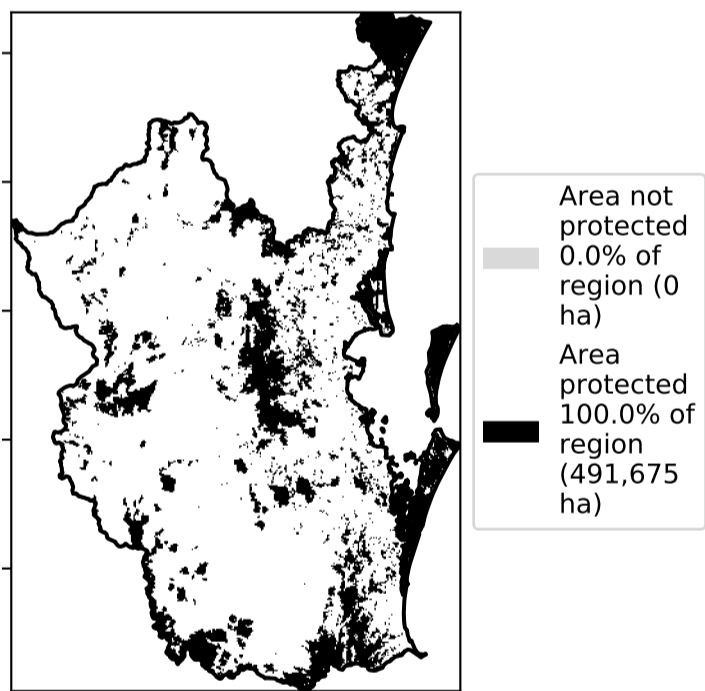 Area not
protected
0.0% of
region (0
ha)
Area
protected
100.0% of
region
(491,675
ha)